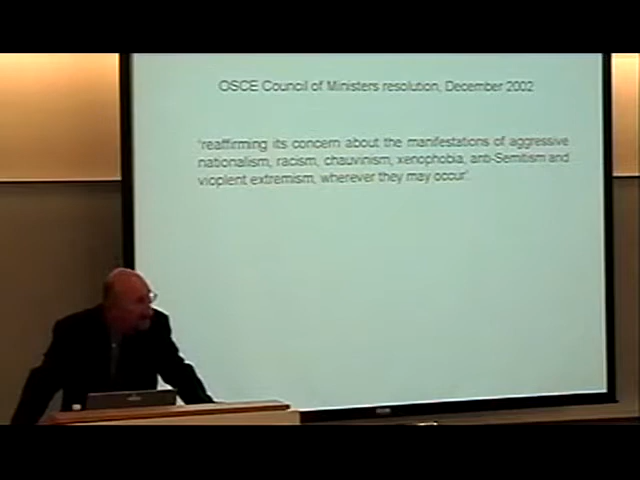 OSCE Council of Ministers resolution, December 2002
'reaffirming its concern about the manifestations of aggressive
nationalism, racism, chauvinism, xenophobia, anti-Semitism and
vioplent extremism, wherever they may occur'.